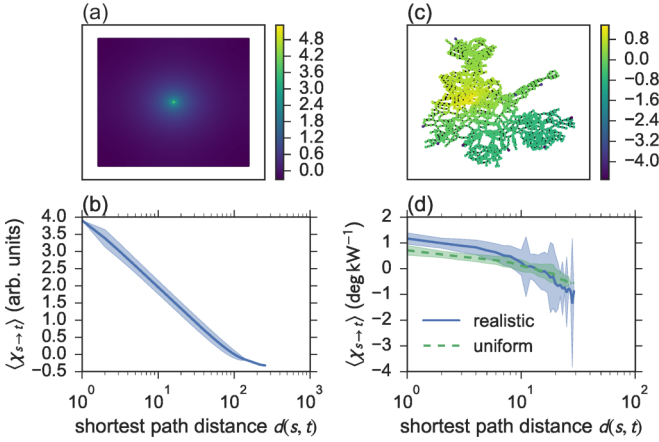 (a)
4.8
4.2
3.6
3.0
2.4
1.8
1.2
0.6
0.0
(c)
0.8
0.0
−0.8
−1.6
−2.4
−3.2
−4.0
(b)
4.0
3.5
3.0
2.5
2.0
1.5
1.0
0.5
0.0
−0.5
⟨χ s→t⟩ (arb. units)
10⁰ 10¹ 10² 10³
shortest path distance d(s, t)
(d)
2
1
0
−1
−2
−3
−4
⟨χ s→t⟩ (deg kW⁻¹)
realistic
uniform
10⁰ 10¹ 10²
shortest path distance d(s, t)